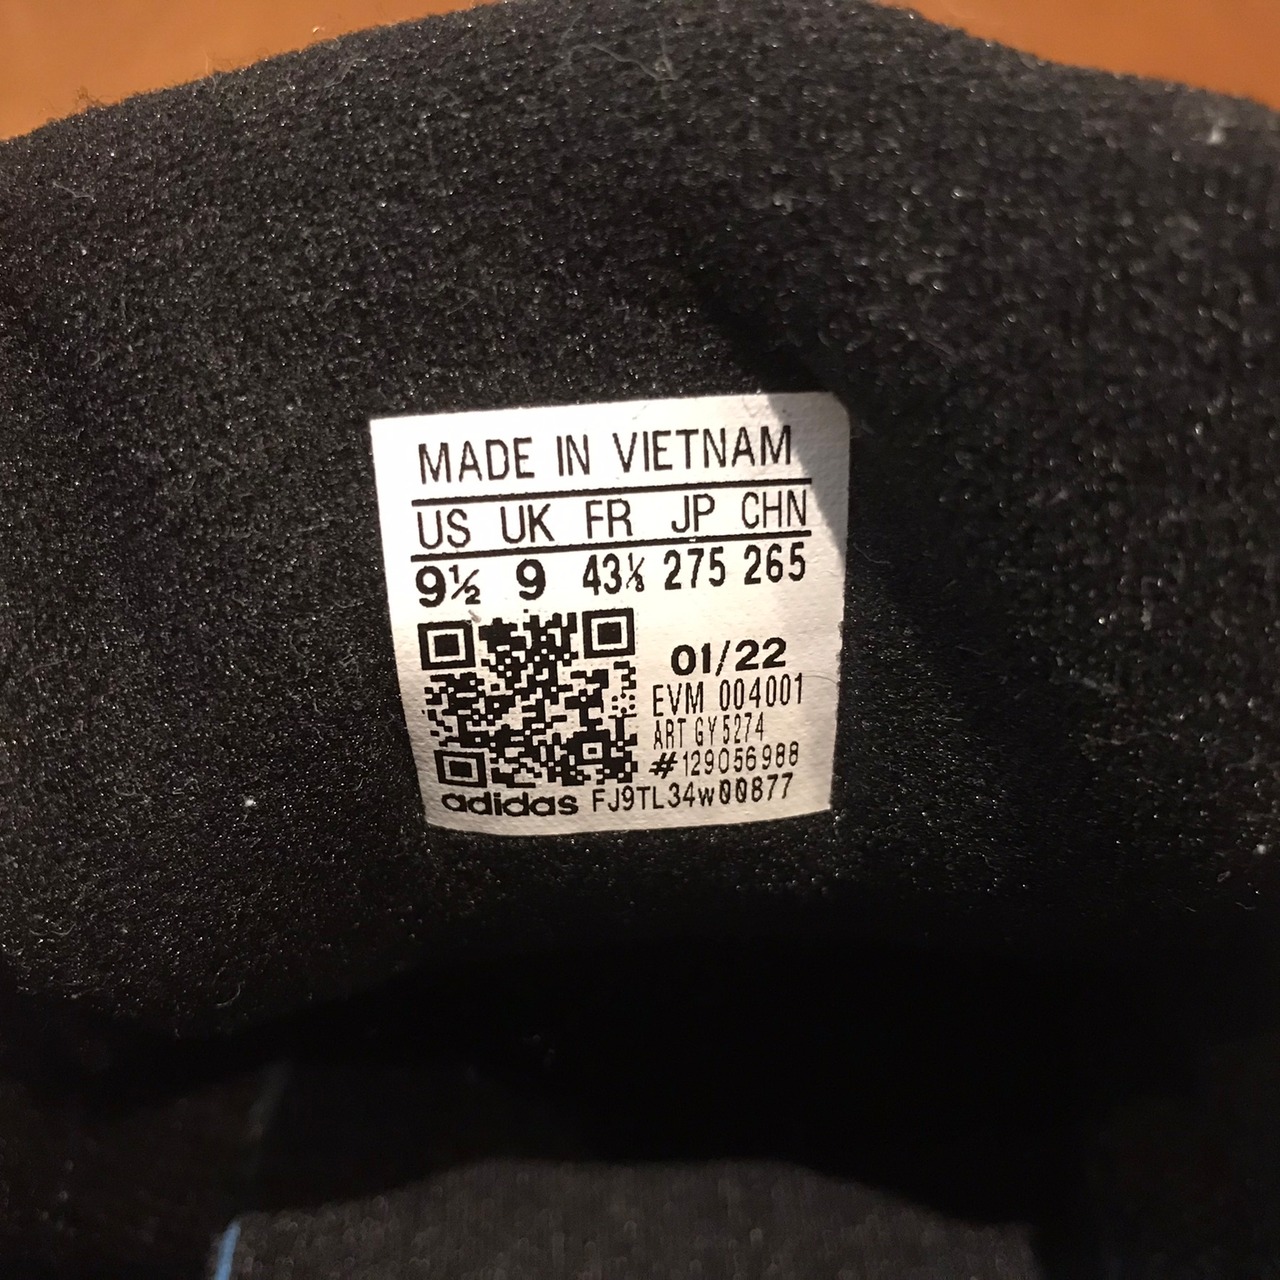 MADE IN VIETNAM
US UK FR JP CHN
9½ 9 43⅓ 275 265
01/22
EVM 004001
ART GY5274
#129056988
adidas FJ9TL34w00877